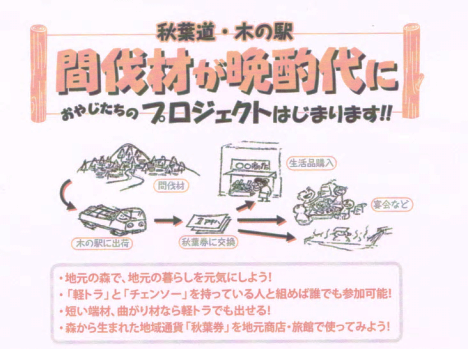 秋葉道・木の駅
間伐材が晩酌代に
おやじたちのプロジェクトはじまります!!
〇〇商店
生活品購入
間伐材
宴会など
木の駅に出荷
秋葉券に交換
・地元の森で、地元の暮らしを元気にしよう!
・「軽トラ」と「チェンソー」を持っている人と組めば誰でも参加可能!
・短い端材、曲がり材なら軽トラでも出せる!
・森から生まれた地域通貨「秋葉券」を地元商店・旅館で使ってみよう!